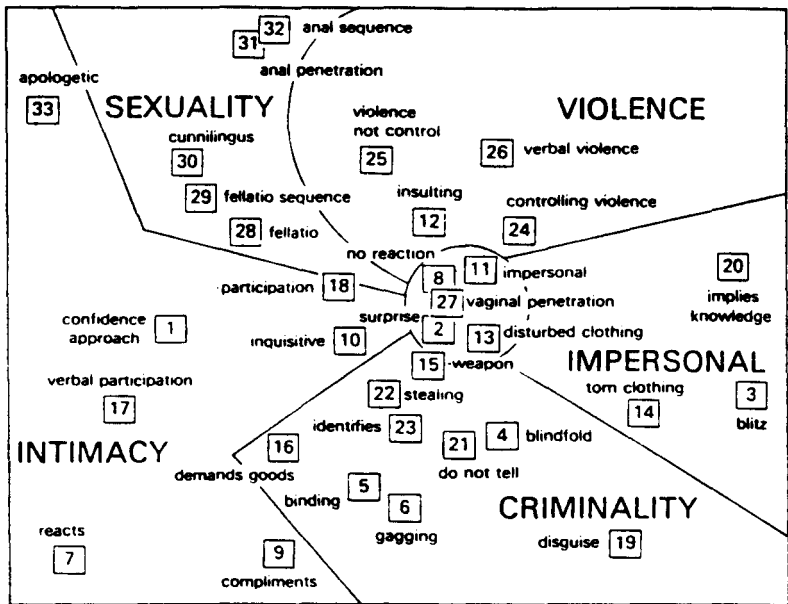 32 anal sequence
31
anal penetration
apologetic
33
SEXUALITY
VIOLENCE
violence
not control
25
26 verbal violence
cunnilingus
30
29 fellatio sequence
28 fellatio
insulting
12
controlling violence
24
no reaction
8
11 impersonal
20
implies
knowledge
participation 18
27 vaginal penetration
confidence
approach 1
surprise
2
13 disturbed clothing
inquisitive 10
15 weapon
IMPERSONAL
verbal participation
17
22 stealing
torn clothing
14
3
blitz
identifies 23
21
do not tell
4 blindfold
INTIMACY
16
demands goods
binding 5
6
gagging
CRIMINALITY
reacts
7
9
compliments
disguise 19